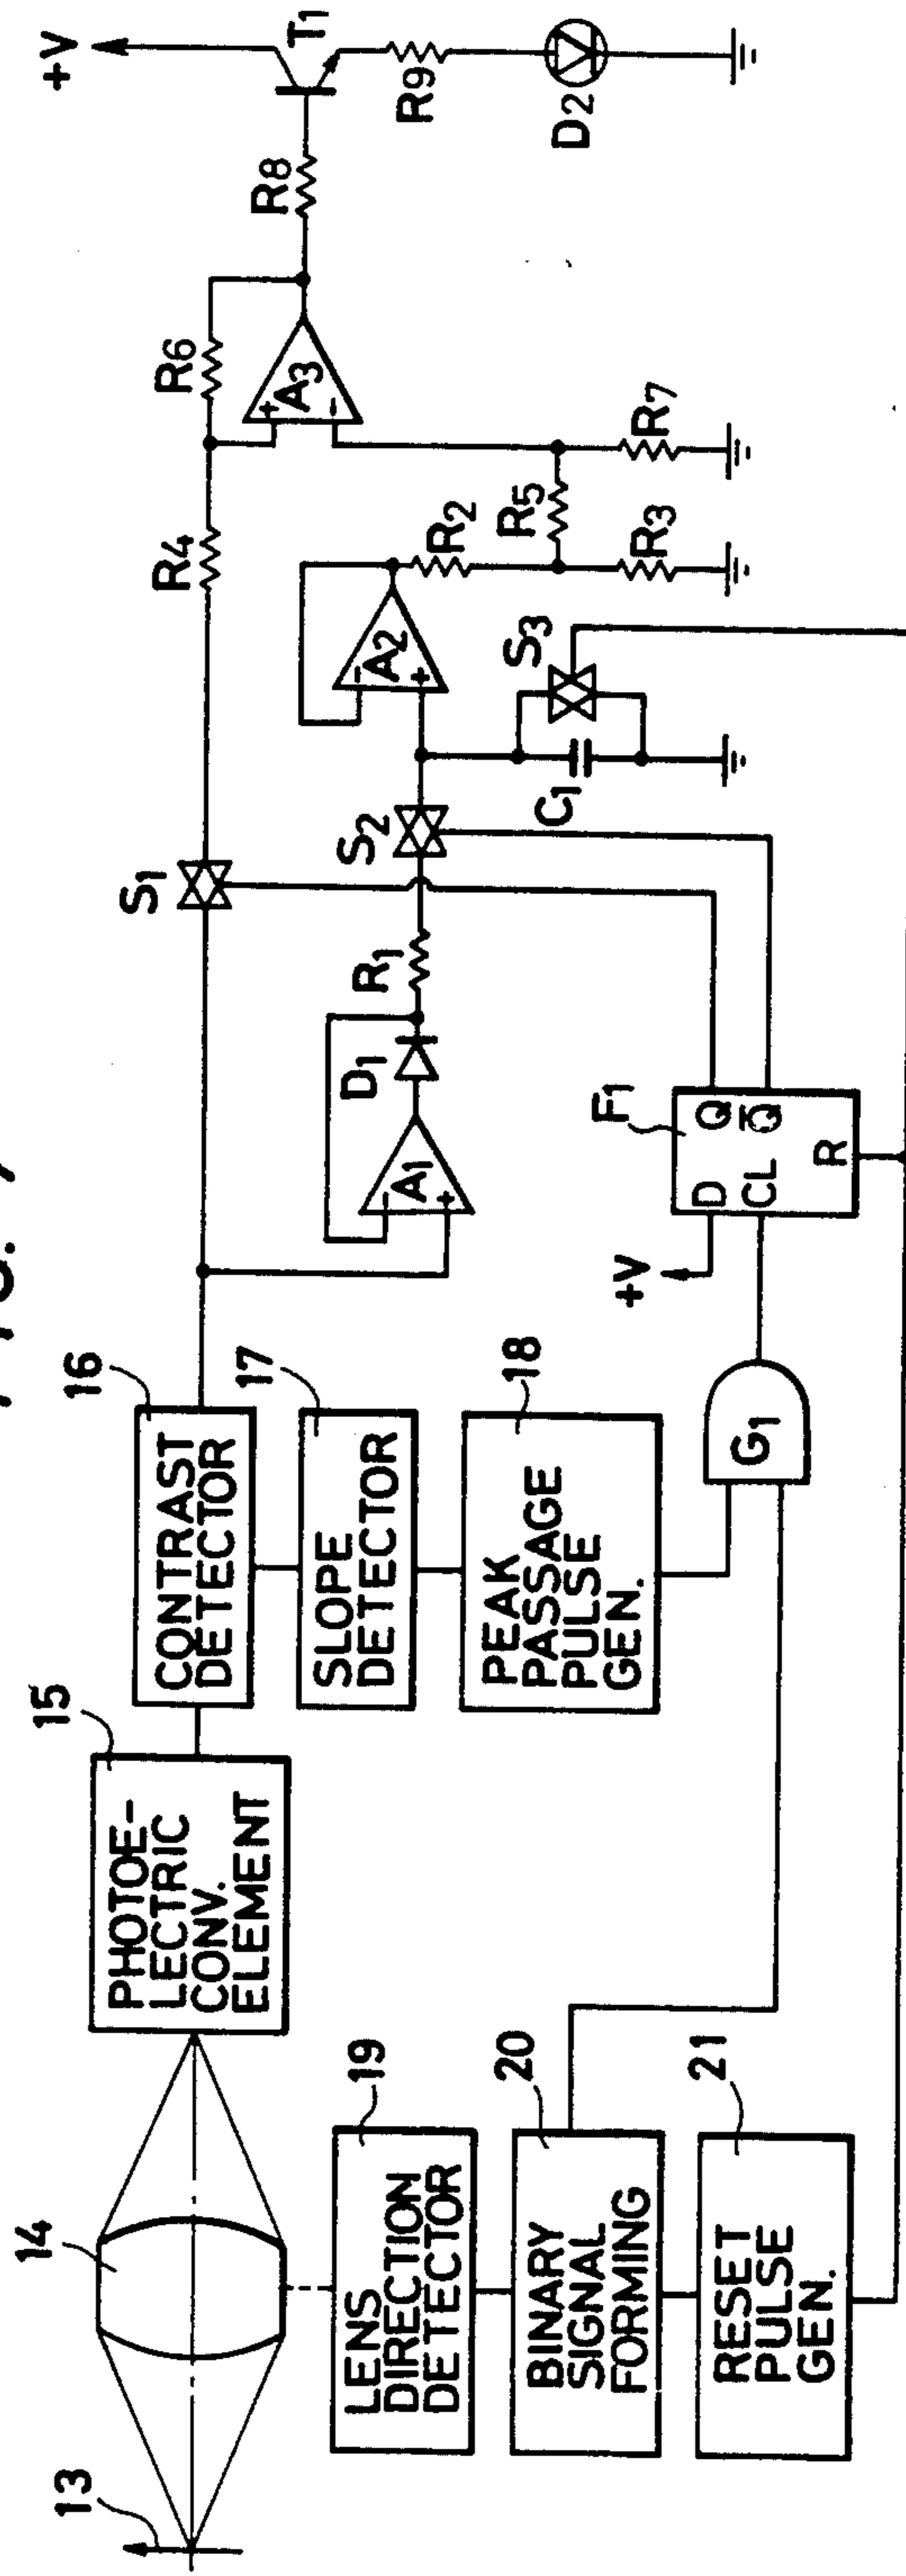 13
14
15
PHOTOE-
LECTRIC
CONV.
ELEMENT
16
CONTRAST
DETECTOR
17
SLOPE
DETECTOR
18
PEAK
PASSAGE
PULSE
GEN.
19
LENS
DIRECTION
DETECTOR
20
BINARY
SIGNAL
FORMING
21
RESET
PULSE
GEN.
G1
+V
F1
D
CL
Q
Q̅
R
A1
-
+
D1
R1
S1
S2
C1
S3
A2
-
+
R2
R3
R4
R5
R6
R7
A3
+
-
R8
+V
T1
R9
D2